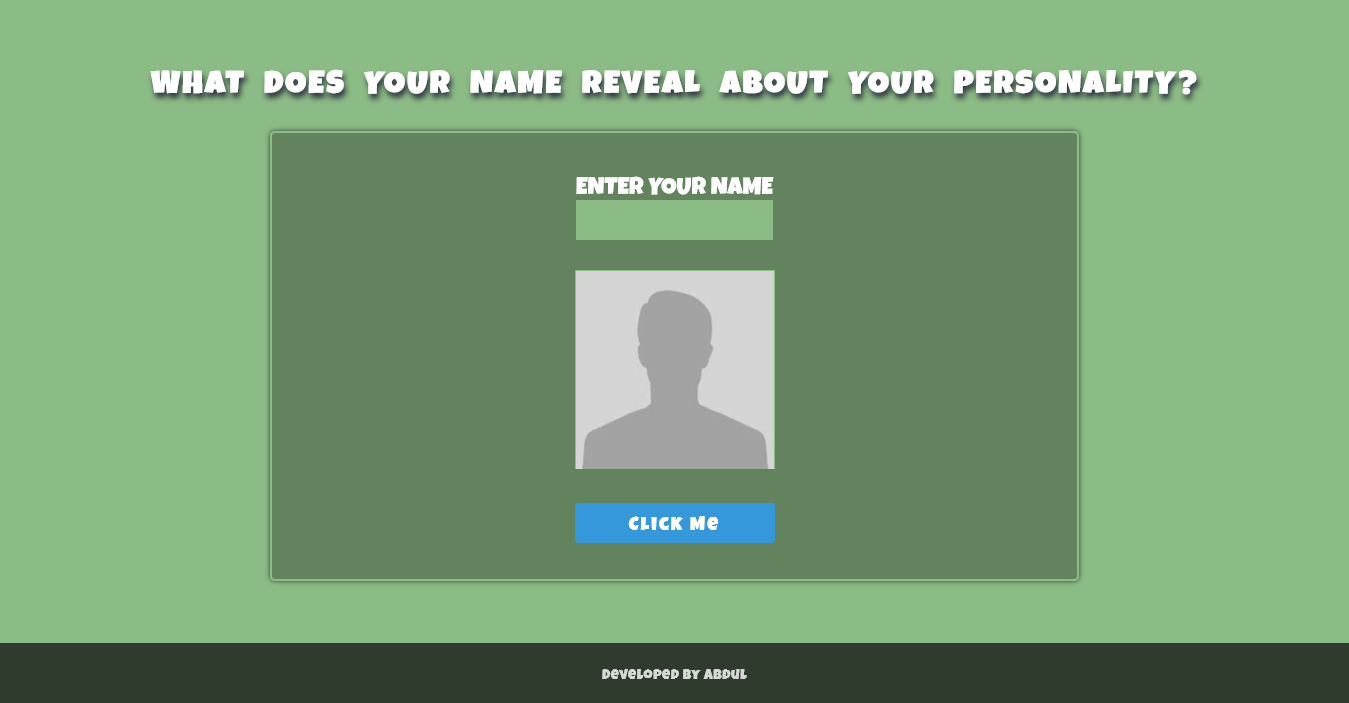 WHAT DOES YOUR NAME REVEAL ABOUT YOUR PERSONALITY?
ENTER YOUR NAME
Click Me
Developed by Abdul